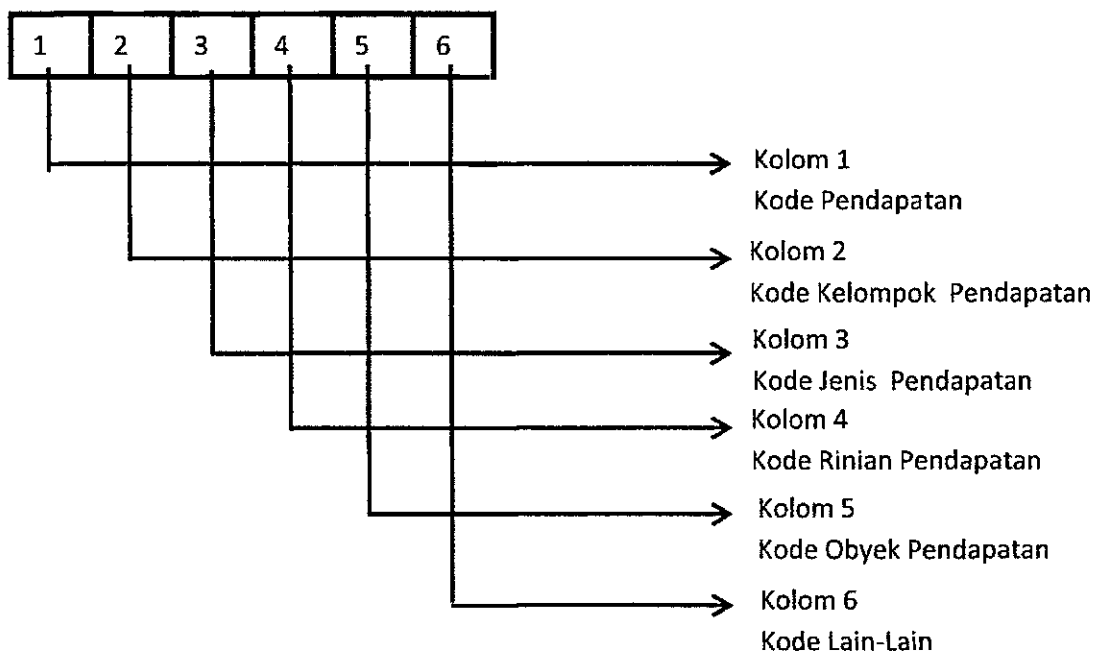 1 2 3 4 5 6
Kolom 1
Kode Pendapatan
Kolom 2
Kode Kelompok Pendapatan
Kolom 3
Kode Jenis Pendapatan
Kolom 4
Kode Rinian Pendapatan
Kolom 5
Kode Obyek Pendapatan
Kolom 6
Kode Lain-Lain